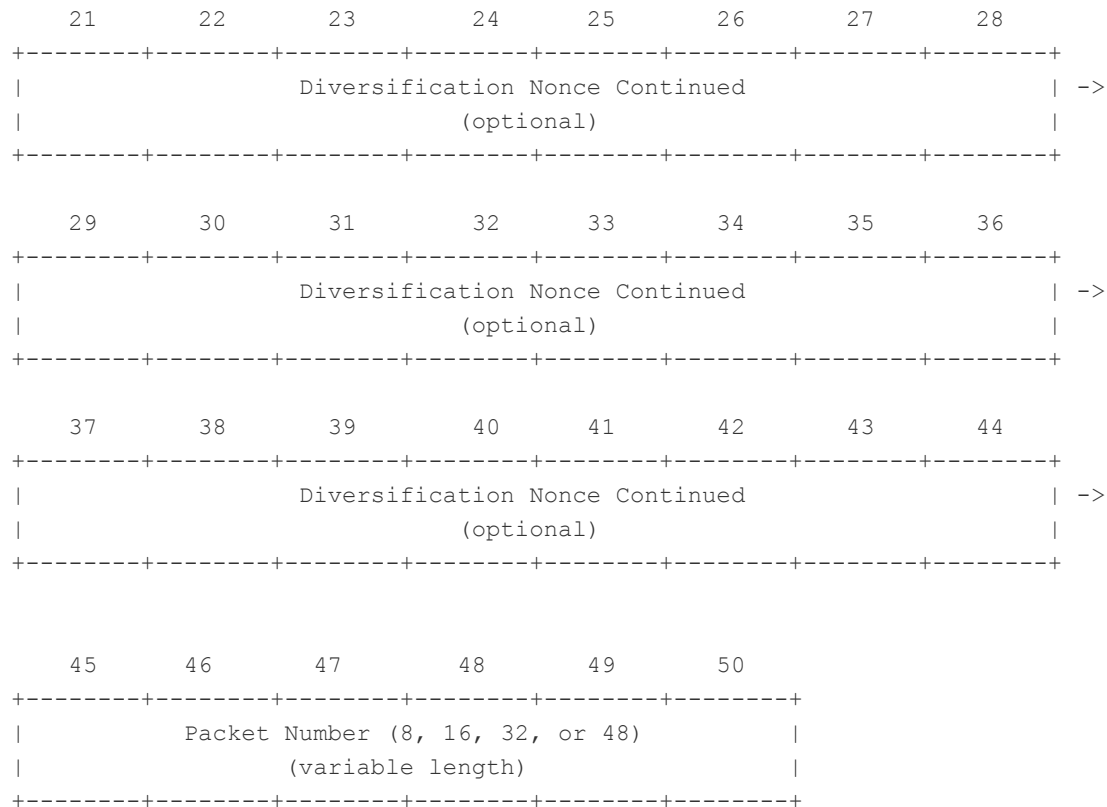 21       22       23       24       25       26       27       28
+--------+--------+--------+--------+--------+--------+--------+--------+
|                   Diversification Nonce Continued                     | ->
|                              (optional)                               |
+--------+--------+--------+--------+--------+--------+--------+--------+
     29       30       31       32       33       34       35       36
+--------+--------+--------+--------+--------+--------+--------+--------+
|                   Diversification Nonce Continued                     | ->
|                              (optional)                               |
+--------+--------+--------+--------+--------+--------+--------+--------+
     37       38       39       40       41       42       43       44
+--------+--------+--------+--------+--------+--------+--------+--------+
|                   Diversification Nonce Continued                     | ->
|                              (optional)                               |
+--------+--------+--------+--------+--------+--------+--------+--------+
     45       46       47       48       49       50
+--------+--------+--------+--------+--------+--------+
|           Packet Number (8, 16, 32, or 48)          |
|                  (variable length)                  |
+--------+--------+--------+--------+--------+--------+